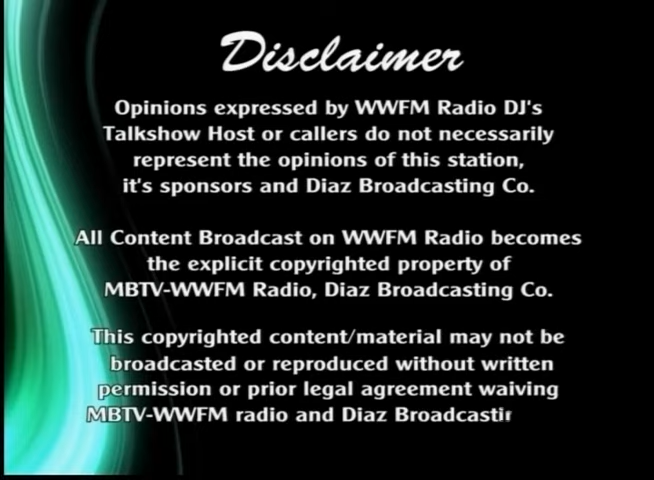 Disclaimer
Opinions expressed by WWFM Radio DJ's
Talkshow Host or callers do not necessarily
represent the opinions of this station,
it's sponsors and Diaz Broadcasting Co.
All Content Broadcast on WWFM Radio becomes
the explicit copyrighted property of
MBTV-WWFM Radio, Diaz Broadcasting Co.
This copyrighted content/material may not be
broadcasted or reproduced without written
permission or prior legal agreement waiving
MBTV-WWFM radio and Diaz